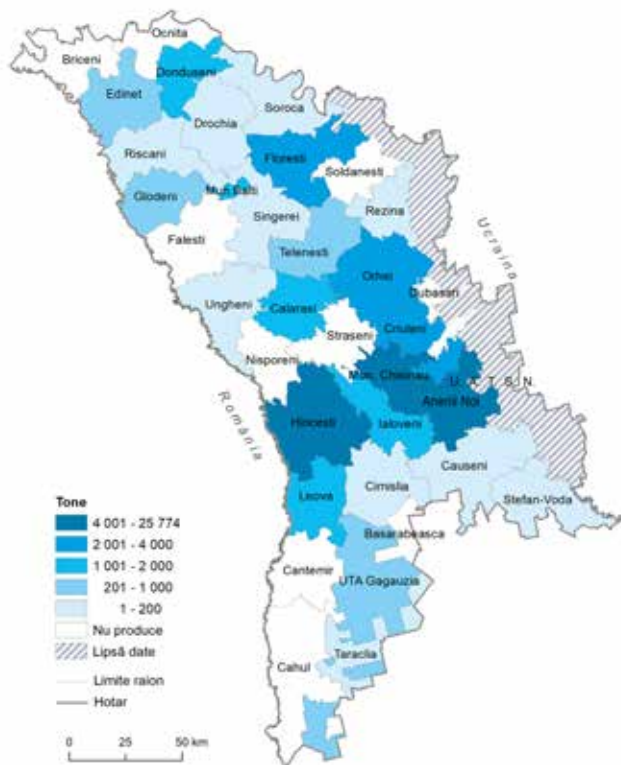 Ocnita
Briceni
Donduseni
Edinet
Soroca
Drochia
Riscani
Floresti
Soldanesti
Mun Balti
Glodeni
Singerei
Rezina
Falesti
Telenesti
Ucraina
Orhei
Dubasari
Ungheni
Calarasi
Criuleni
Straseni
Nisporeni
Mun. Chisinau
U. A. T. S. N.
Anenii Noi
România
Hincesti
Ialoveni
Causeni
Cimislia
Stefan-Voda
Leova
Basarabeasca
Cantemir
UTA Gagauzia
Taraclia
Cahul
Tone
4 001 - 25 774
2 001 - 4 000
1 001 - 2 000
201 - 1 000
1 - 200
Nu produce
Lipsă date
Limite raion
Hotar
0 25 50 km